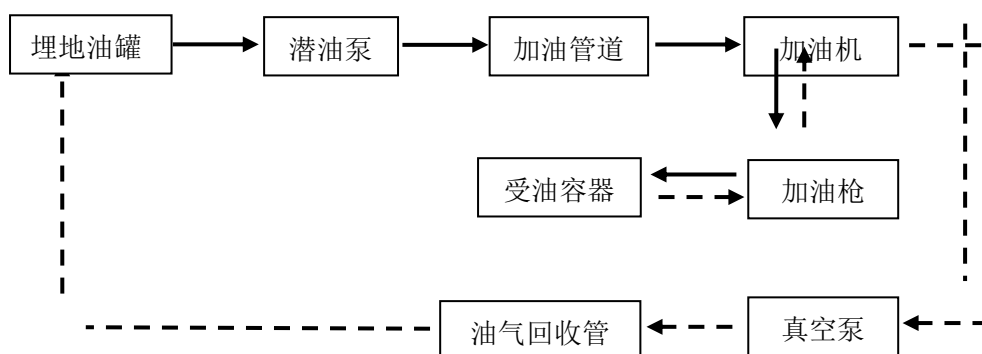 埋地油罐
潜油泵
加油管道
加油机
受油容器
加油枪
油气回收管
真空泵